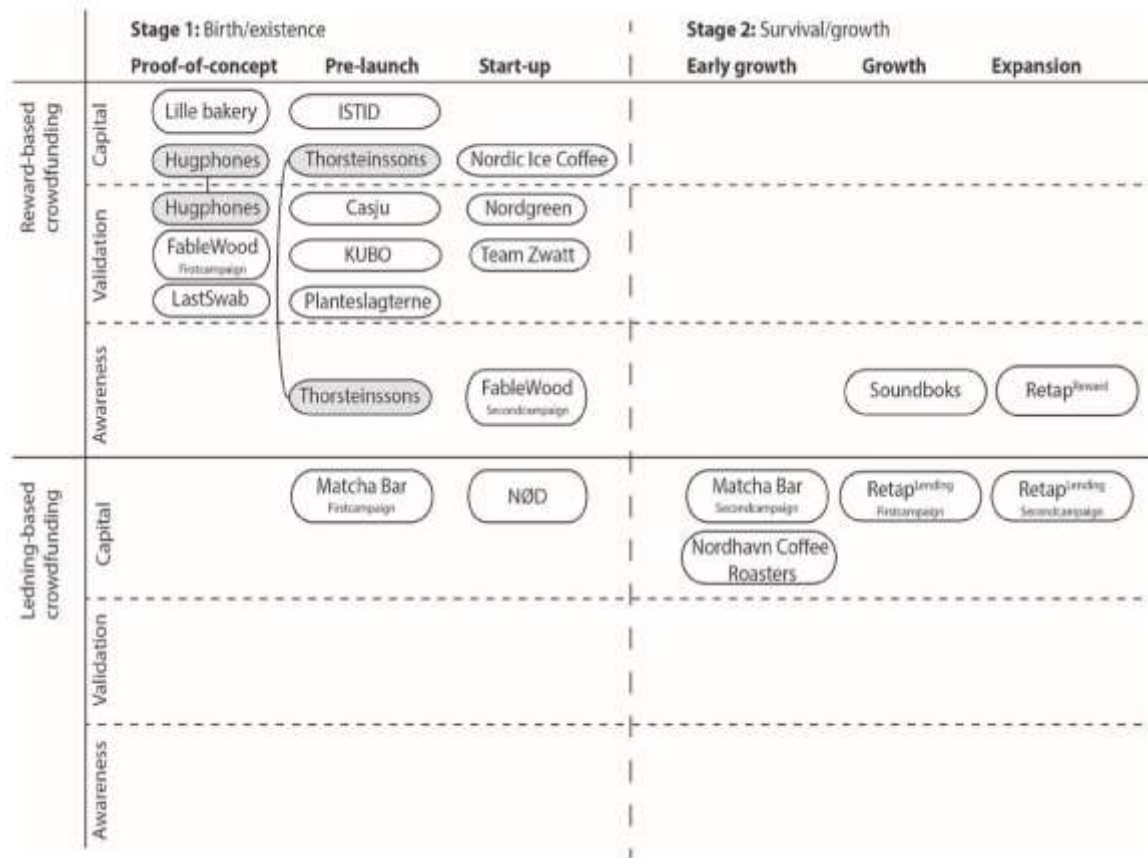 Stage 1: Birth/existence
Stage 2: Survival/growth
Proof-of-concept
Pre-launch
Start-up
Early growth
Growth
Expansion
Reward-based
crowdfunding
Capital
Lille bakery
ISTID
Hugphones
Thorsteinssons
Nordic Ice Coffee
Validation
Hugphones
Casju
Nordgreen
FableWood
Firstcampaign
KUBO
Team Zwatt
LastSwab
Planteslagterne
Awareness
Thorsteinssons
FableWood
Secondcampaign
Soundboks
Retap Reward
Ledning-based
crowdfunding
Capital
Matcha Bar
Firstcampaign
NØD
Matcha Bar
Secondcampaign
Retap Lending
Firstcampaign
Retap Lending
Secondcampaign
Nordhavn Coffee
Roasters
Validation
Awareness